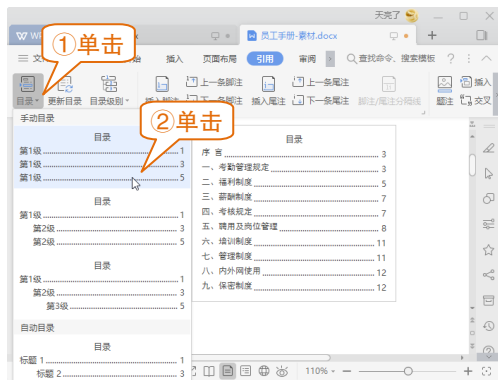 天亮了
员工手册-素材.docx
①单击
插入 页面布局 引用 审阅 查找命令、搜索模板
上一条脚注 上一条尾注 插入
目录 更新目录 目录级别 插入脚注 下一条脚注 插入尾注 下一条尾注 脚注/尾注分隔线 题注 交叉
手动目录
②单击
目录
第1级 1
第1级 3
第1级 5
目录
第1级 1
第2级 3
第2级 5
目录
第1级 1
第2级 3
第3级 5
自动目录
目录
标题 1 1
标题 2 3
目录
序 言 3
一、考勤管理规定 3
二、福利制度 5
三、薪酬制度 7
四、考核规定 7
五、聘用及岗位管理 8
六、培训制度 11
七、管理制度 11
八、内外网使用 12
九、保密制度 12
110%